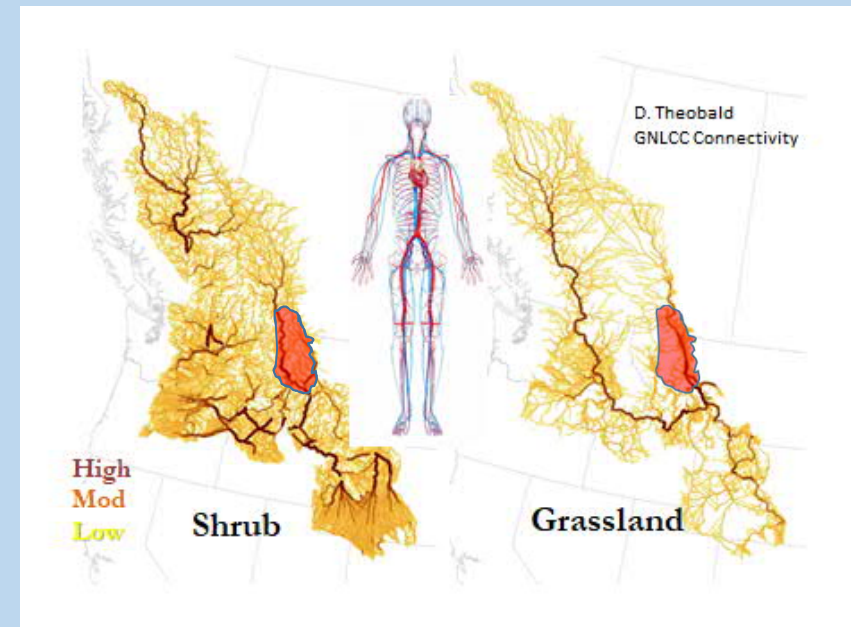 D. Theobald
GNLCC Connectivity
High
Mod
Low
Shrub
Grassland